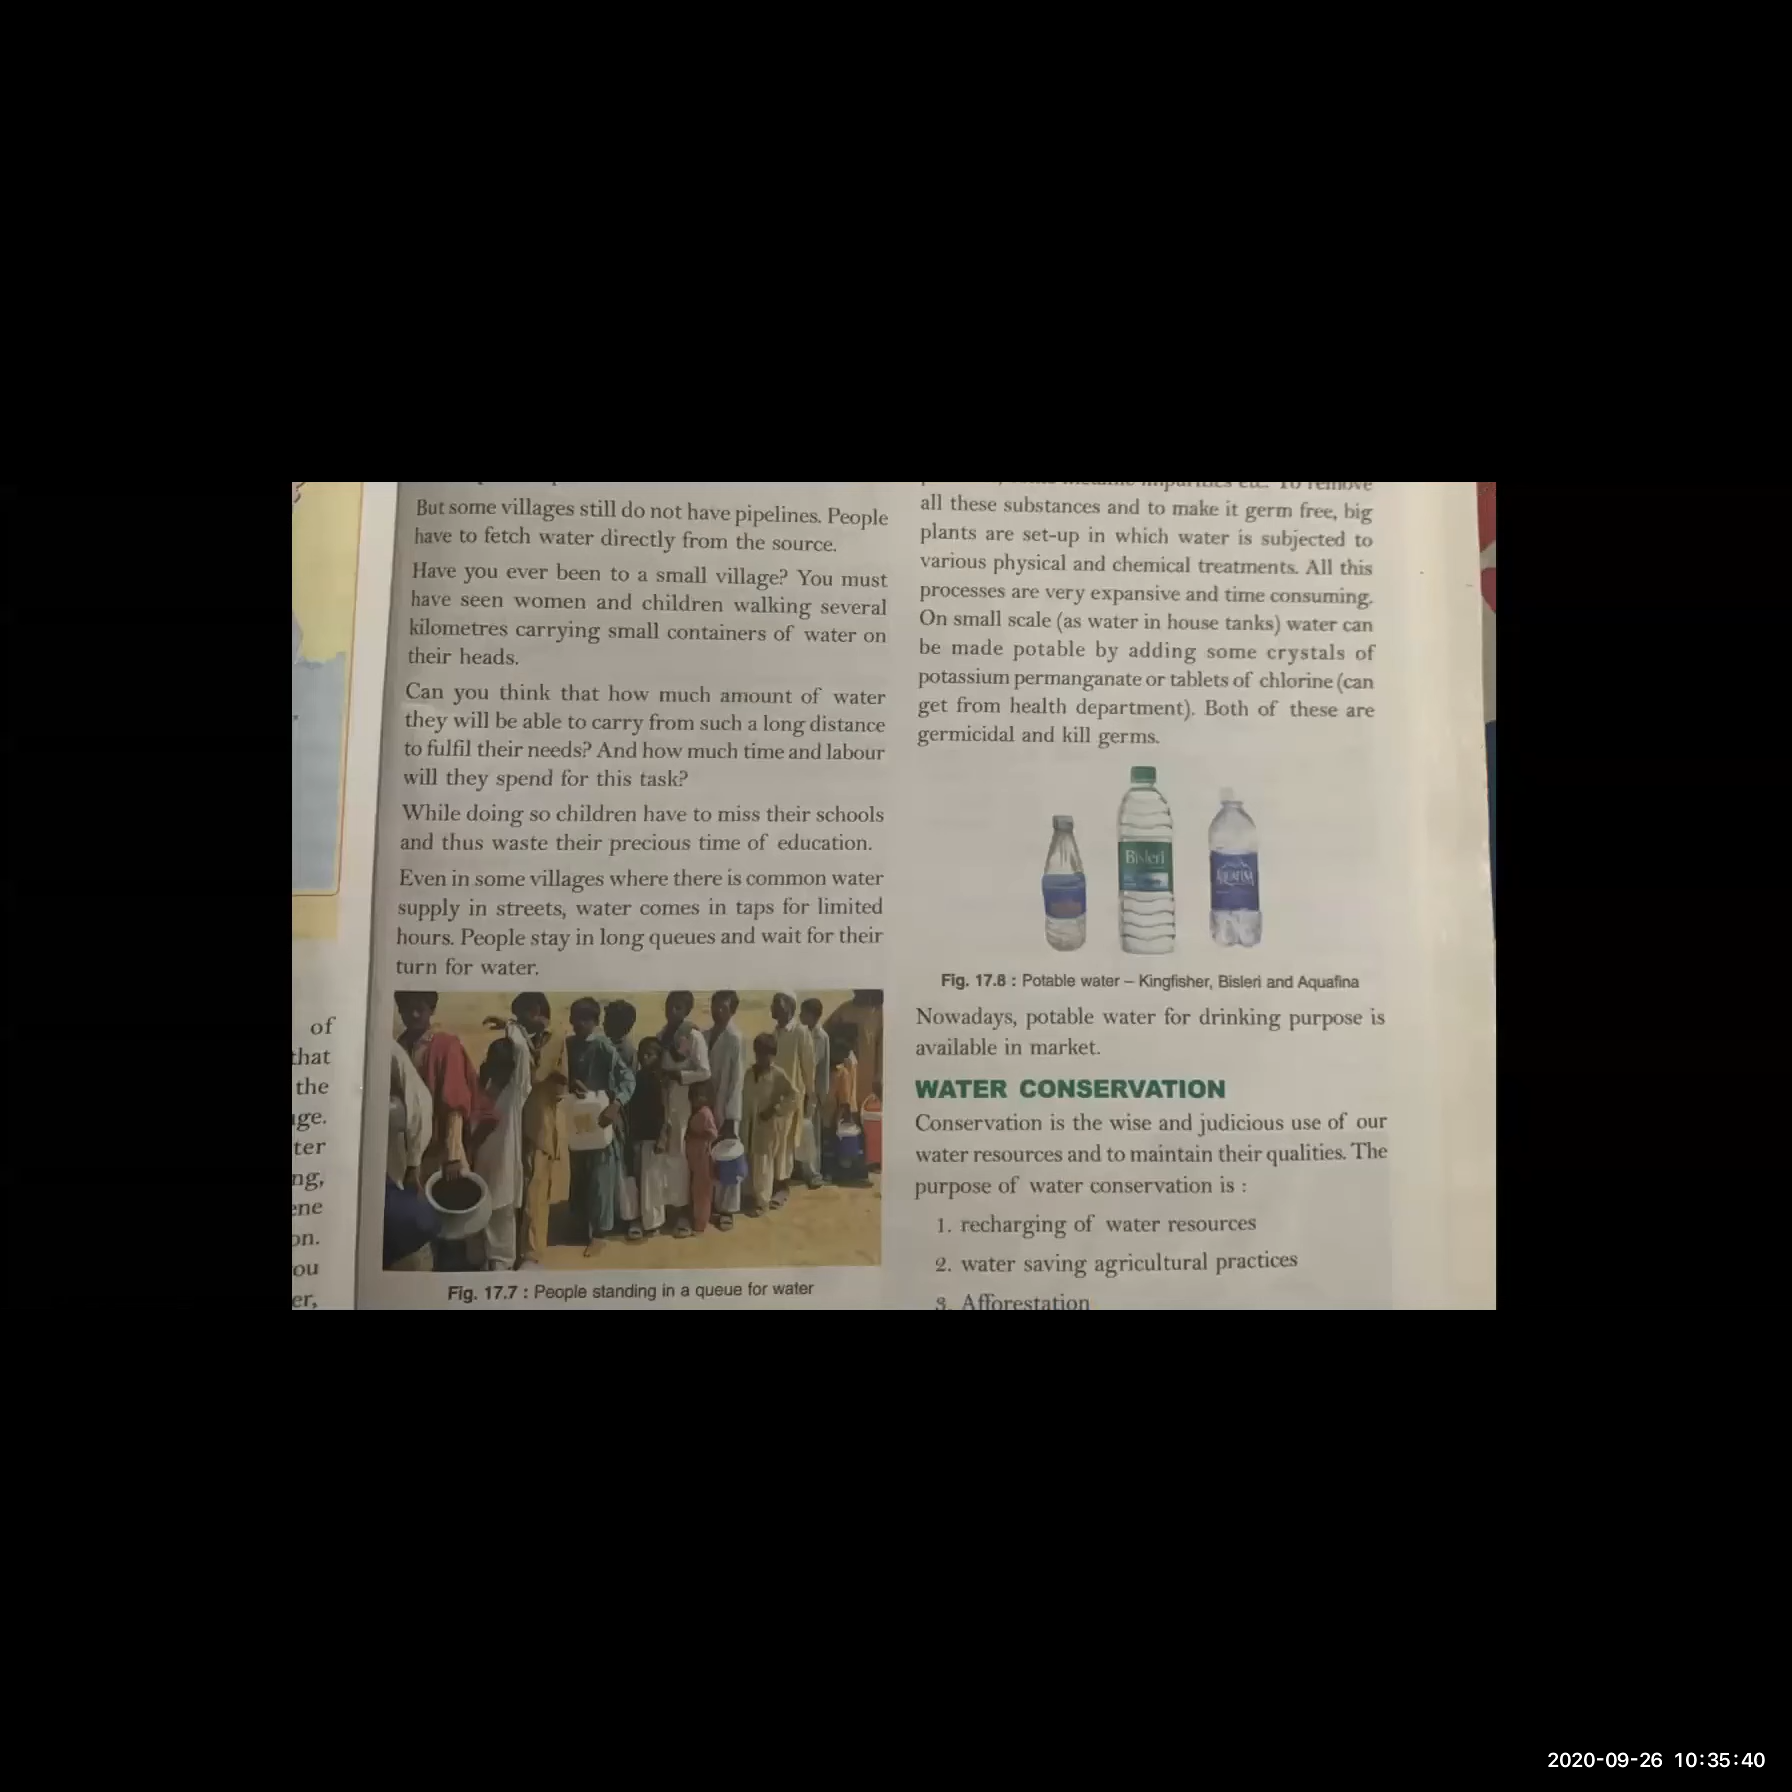 But some villages still do not have pipelines. People
have to fetch water directly from the source.
Have you ever been to a small village? You must
have seen women and children walking several
kilometres carrying small containers of water on
their heads.
Can you think that how much amount of water
they will be able to carry from such a long distance
to fulfil their needs? And how much time and labour
will they spend for this task?
While doing so children have to miss their schools
and thus waste their precious time of education.
Even in some villages where there is common water
supply in streets, water comes in taps for limited
hours. People stay in long queues and wait for their
turn for water.
Fig. 17.7 : People standing in a queue for water
impurities etc. To remove
all these substances and to make it germ free, big
plants are set-up in which water is subjected to
various physical and chemical treatments. All this
processes are very expansive and time consuming.
On small scale (as water in house tanks) water can
be made potable by adding some crystals of
potassium permanganate or tablets of chlorine (can
get from health department). Both of these are
germicidal and kill germs.
Bisleri
AQUAFINA
Fig. 17.8 : Potable water – Kingfisher, Bisleri and Aquafina
Nowadays, potable water for drinking purpose is
available in market.
WATER CONSERVATION
Conservation is the wise and judicious use of our
water resources and to maintain their qualities. The
purpose of water conservation is :
1. recharging of water resources
2. water saving agricultural practices
3. Afforestation
of
that
the
ter
ou
er,
2020-09-26 10:35:40